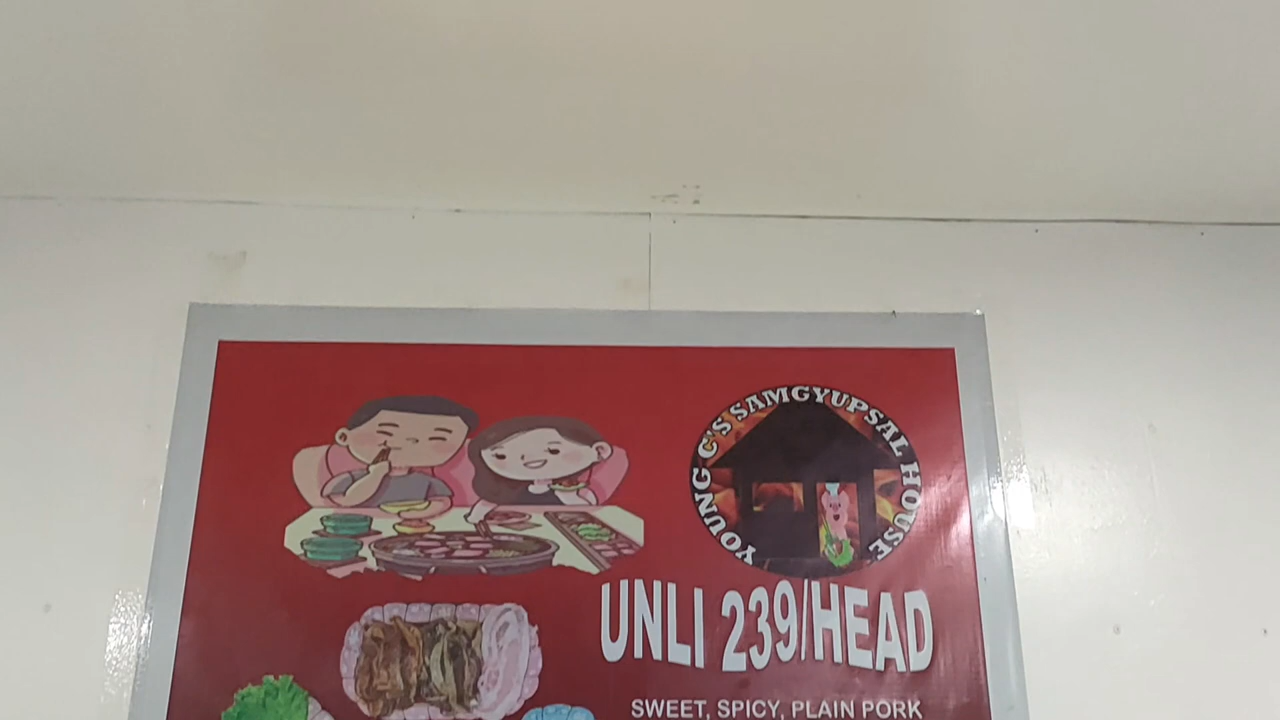 YOUNG C'S SAMGYUPSAL HOUSE
UNLI 239/HEAD
SWEET, SPICY, PLAIN PORK